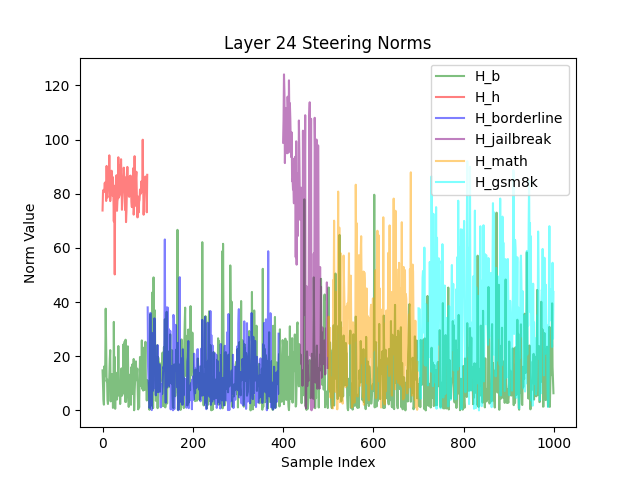 Layer 24 Steering Norms
Norm Value
120
100
80
60
40
20
0
H_b
H_h
H_borderline
H_jailbreak
H_math
H_gsm8k
0
200
400
600
800
1000
Sample Index